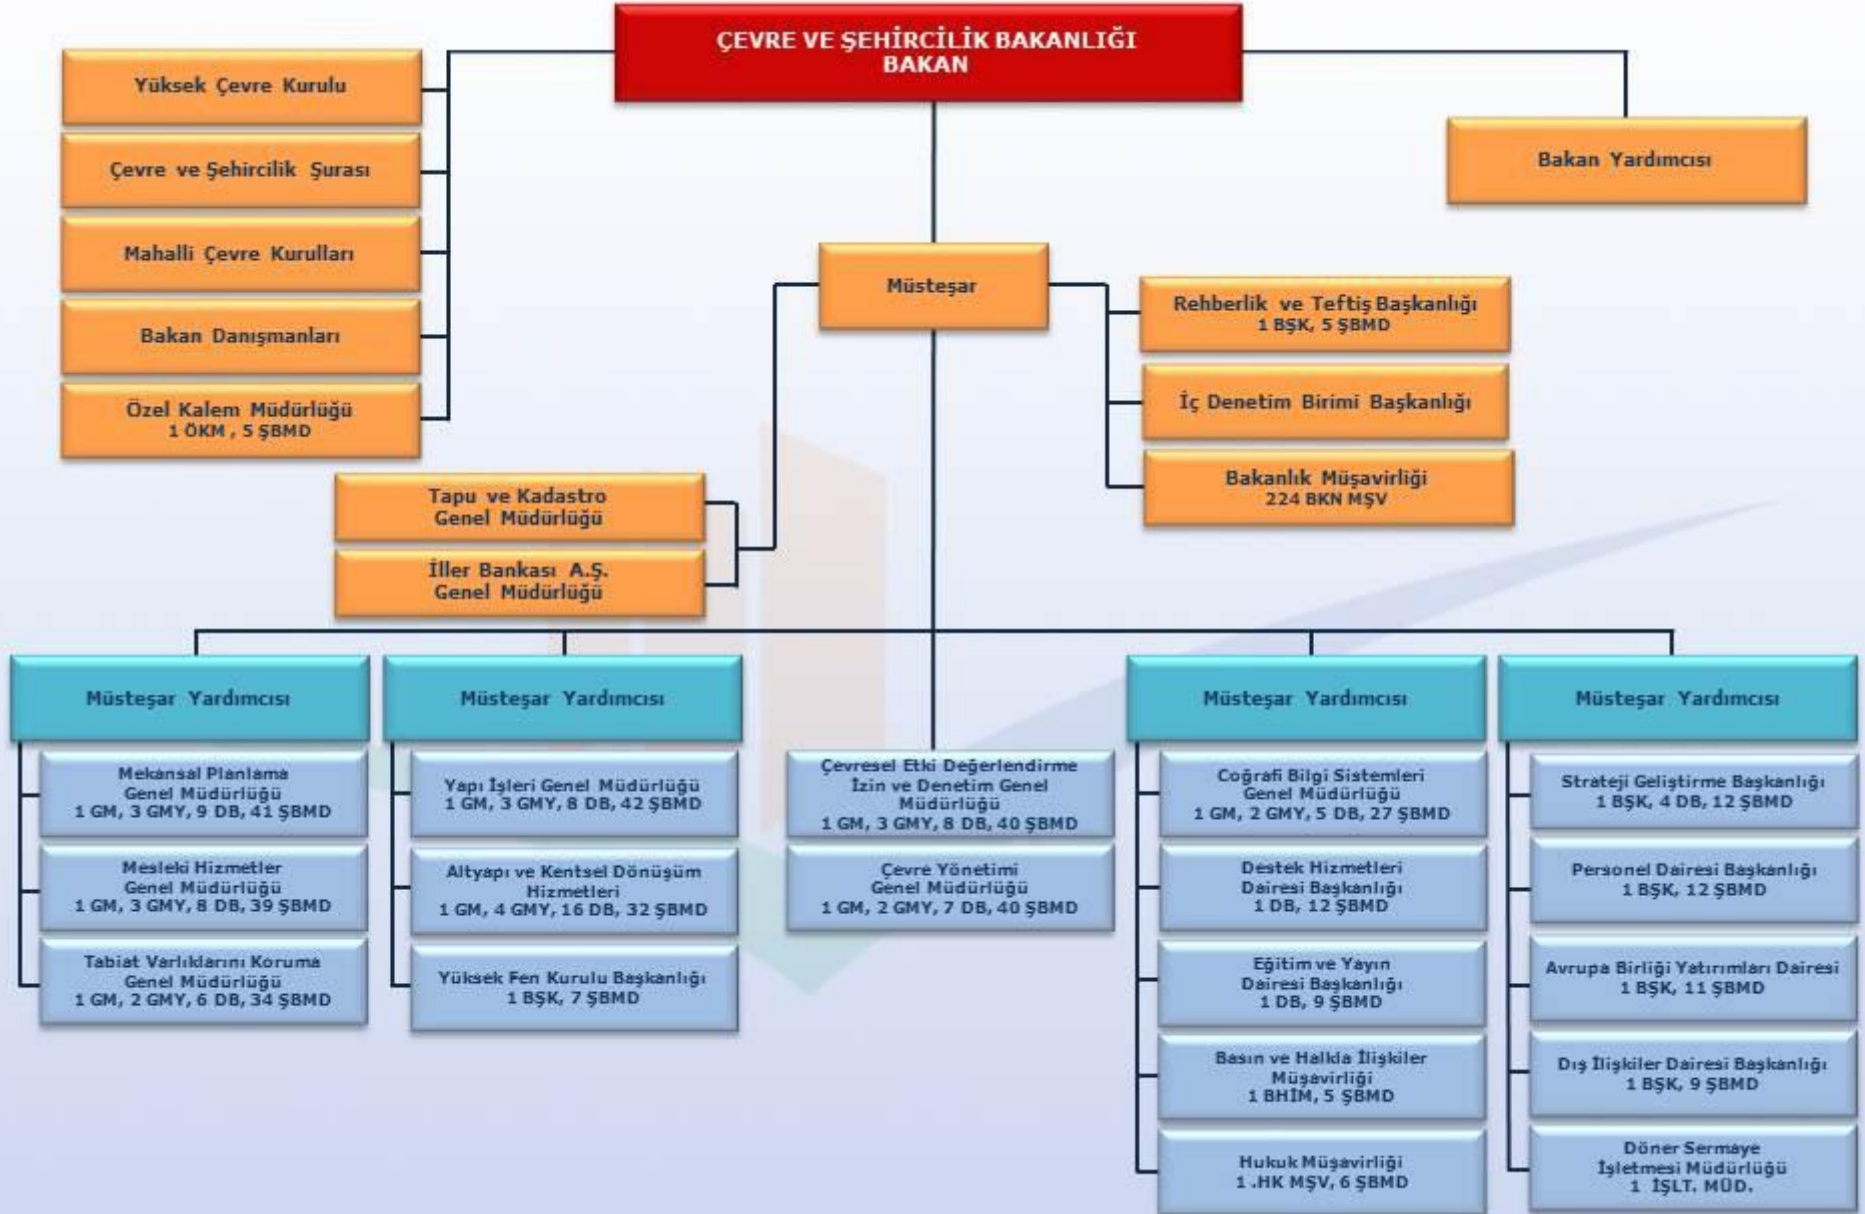 ÇEVRE VE ŞEHİRCİLİK BAKANLIĞI
BAKAN
Yüksek Çevre Kurulu
Çevre ve Şehircilik Şurası
Mahalli Çevre Kurulları
Bakan Danışmanları
Özel Kalem Müdürlüğü
1 ÖKM , 5 ŞBMD
Bakan Yardımcısı
Müsteşar
Rehberlik ve Teftiş Başkanlığı
1 BŞK, 5 ŞBMD
İç Denetim Birimi Başkanlığı
Bakanlık Müşavirliği
224 BKN MŞV
Tapu ve Kadastro
Genel Müdürlüğü
İller Bankası A.Ş.
Genel Müdürlüğü
Müsteşar Yardımcısı
Mekansal Planlama
Genel Müdürlüğü
1 GM, 3 GMY, 9 DB, 41 ŞBMD
Mesleki Hizmetler
Genel Müdürlüğü
1 GM, 3 GMY, 8 DB, 39 ŞBMD
Tabiat Varlıklarını Koruma
Genel Müdürlüğü
1 GM, 2 GMY, 6 DB, 34 ŞBMD
Müsteşar Yardımcısı
Yapı İşleri Genel Müdürlüğü
1 GM, 3 GMY, 8 DB, 42 ŞBMD
Altyapı ve Kentsel Dönüşüm
Hizmetleri
1 GM, 4 GMY, 16 DB, 32 ŞBMD
Yüksek Fen Kurulu Başkanlığı
1 BŞK, 7 ŞBMD
Çevresel Etki Değerlendirme
İzin ve Denetim Genel
Müdürlüğü
1 GM, 3 GMY, 8 DB, 40 ŞBMD
Çevre Yönetimi
Genel Müdürlüğü
1 GM, 2 GMY, 7 DB, 40 ŞBMD
Müsteşar Yardımcısı
Coğrafi Bilgi Sistemleri
Genel Müdürlüğü
1 GM, 2 GMY, 5 DB, 27 ŞBMD
Destek Hizmetleri
Dairesi Başkanlığı
1 DB, 12 ŞBMD
Eğitim ve Yayın
Dairesi Başkanlığı
1 DB, 9 ŞBMD
Basın ve Halkla İlişkiler
Müşavirliği
1 BHİM, 5 ŞBMD
Hukuk Müşavirliği
1 .HK MŞV, 6 ŞBMD
Müsteşar Yardımcısı
Strateji Geliştirme Başkanlığı
1 BŞK, 4 DB, 12 ŞBMD
Personel Dairesi Başkanlığı
1 BŞK, 12 ŞBMD
Avrupa Birliği Yatırımları Dairesi
1 BŞK, 11 ŞBMD
Dış İlişkiler Dairesi Başkanlığı
1 BŞK, 9 ŞBMD
Döner Sermaye
İşletmesi Müdürlüğü
1 İŞLT. MÜD.